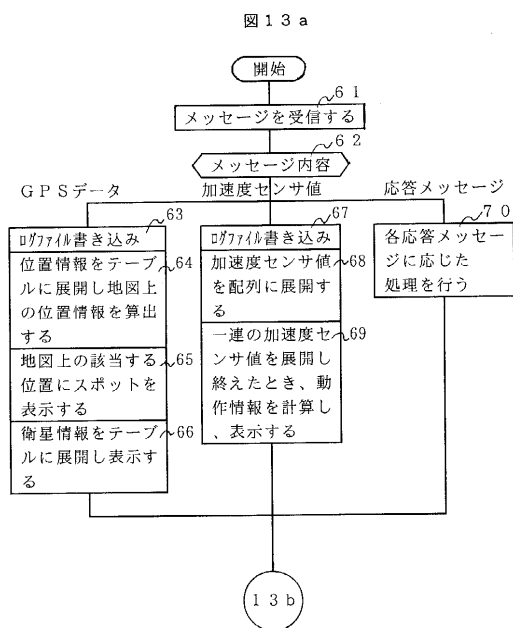 図１３ａ
開始
６１
メッセージを受信する
６２
メッセージ内容
ＧＰＳデータ
加速度センサ値
応答メッセージ
６３
ﾛｸﾞﾌｧｲﾙ書き込み
位置情報をテーブ
ルに展開し地図上
の位置情報を算出
する
６４
地図上の該当する
位置にスポットを
表示する
６５
衛星情報をテーブ
ルに展開し表示す
る
６６
６７
ﾛｸﾞﾌｧｲﾙ書き込み
加速度センサ値
を配列に展開す
る
６８
一連の加速度セ
ンサ値を展開し
終えたとき、動
作情報を計算し
、表示する
６９
７０
各応答メッセー
ジに応じた
処理を行う
１３ｂ